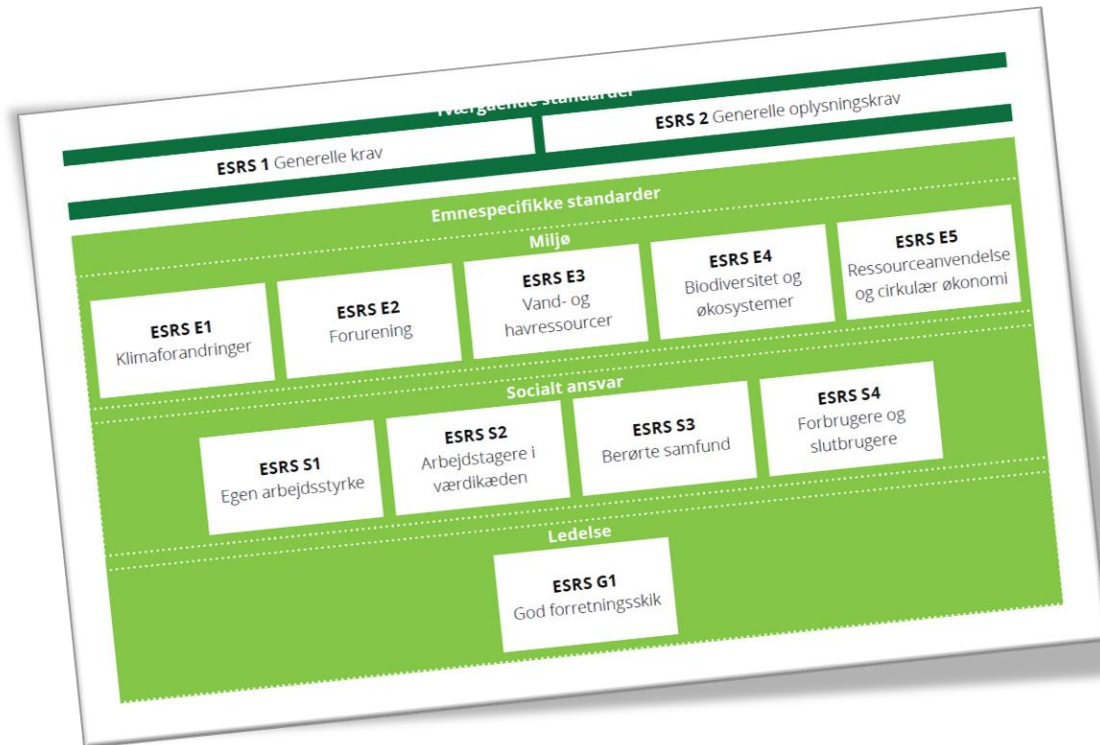 Tværgående standarder
ESRS 1 Generelle krav
ESRS 2 Generelle oplysningskrav
Emnespecifikke standarder
Miljø
ESRS E1
Klimaforandringer
ESRS E2
Forurening
ESRS E3
Vand- og
havressourcer
ESRS E4
Biodiversitet og
økosystemer
ESRS E5
Ressourceanvendelse
og cirkulær økonomi
Socialt ansvar
ESRS S1
Egen arbejdsstyrke
ESRS S2
Arbejdstagere i
værdikæden
ESRS S3
Berørte samfund
ESRS S4
Forbrugere og
slutbrugere
Ledelse
ESRS G1
God forretningsskik